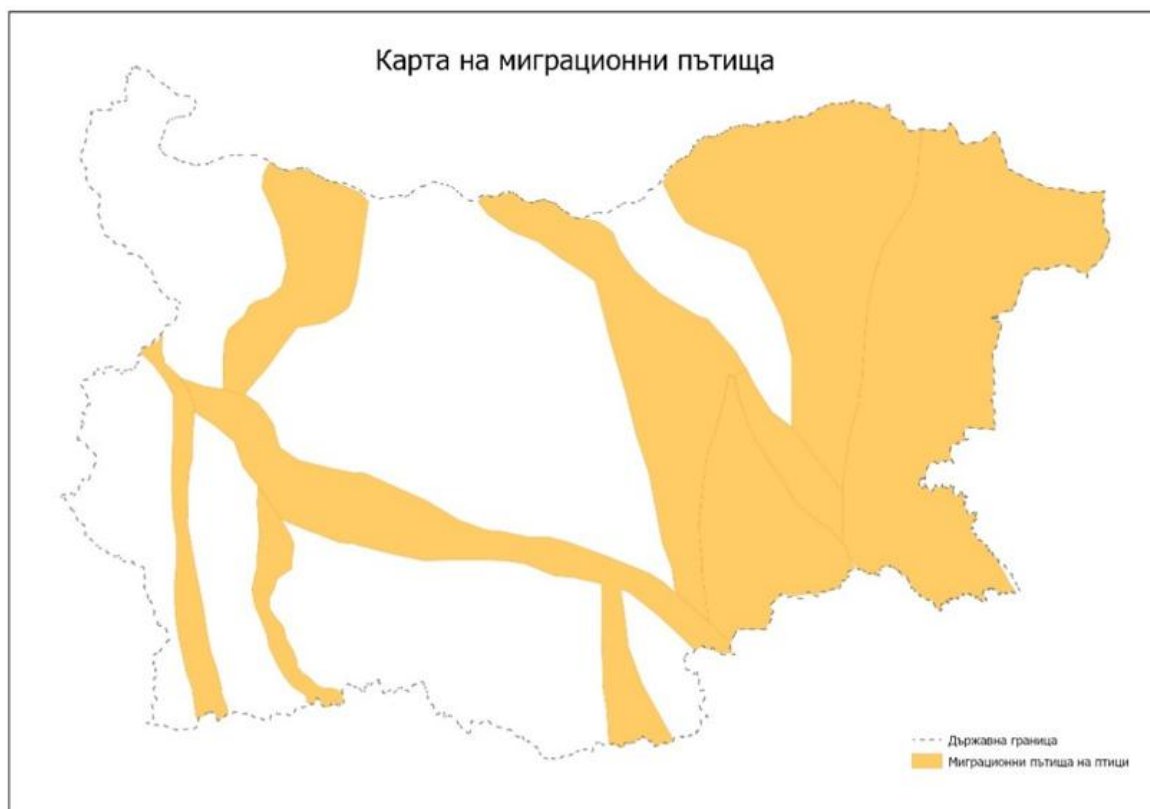 Карта на миграционни пътища
Държавна граница
Миграционни пътища на птици